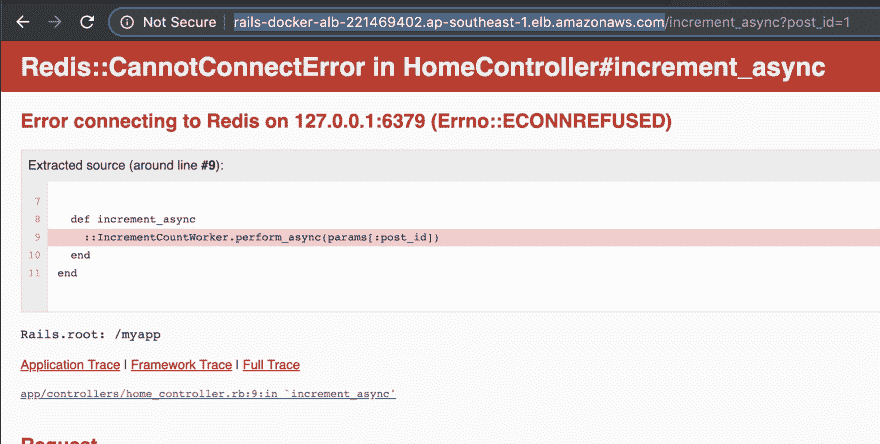 Not Secure | rails-docker-alb-221469402.ap-southeast-1.elb.amazonaws.com/increment_async?post_id=1
Redis::CannotConnectError in HomeController#increment_async
Error connecting to Redis on 127.0.0.1:6379 (Errno::ECONNREFUSED)
Extracted source (around line #9):
7
8 def increment_async
9 ::IncrementCountWorker.perform_async(params[:post_id])
10 end
11 end
Rails.root: /myapp
Application Trace | Framework Trace | Full Trace
app/controllers/home_controller.rb:9:in `increment_async'
Request